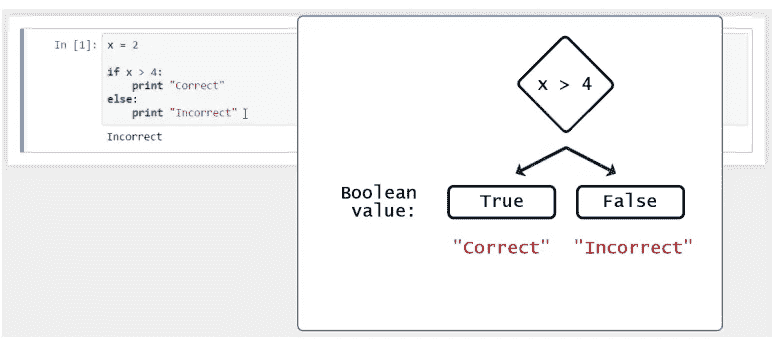 In [1]: x = 2
if x > 4:
    print "Correct"
else:
    print "Incorrect"
Incorrect
x > 4
Boolean value:
True
False
"Correct"
"Incorrect"